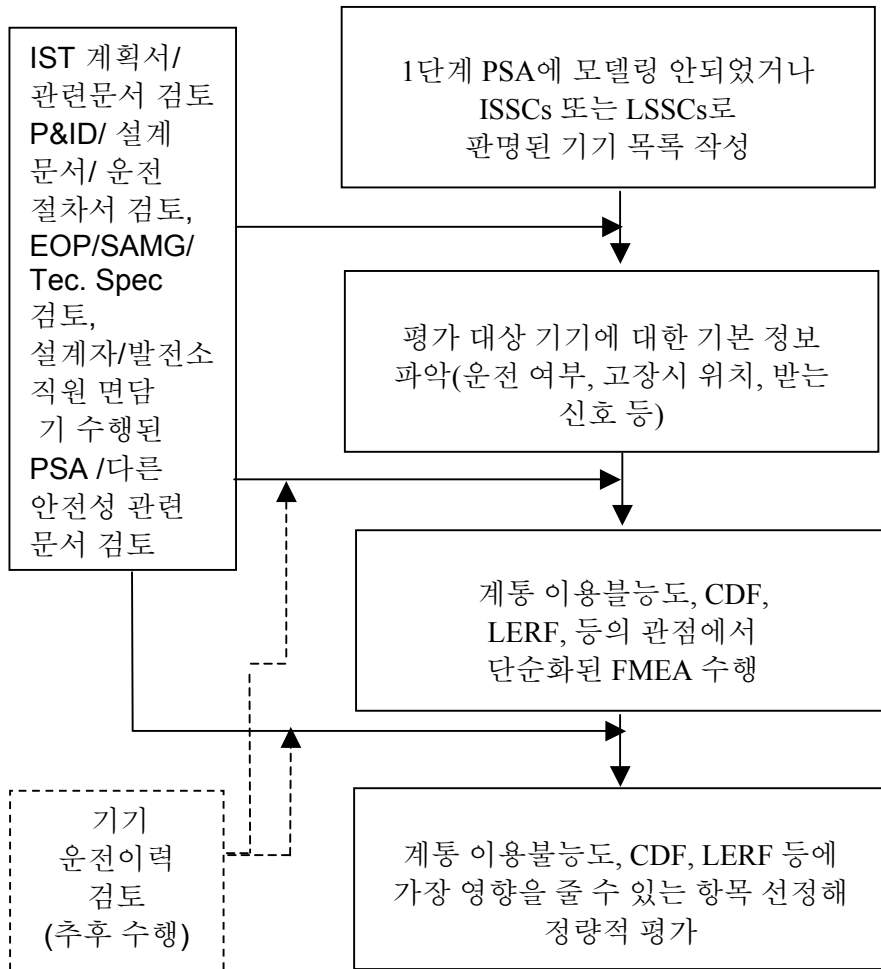 IST 계획서/
관련문서 검토
P&ID/ 설계
문서/ 운전
절차서 검토,
EOP/SAMG/
Tec. Spec
검토,
설계자/발전소
직원 면담
기 수행된
PSA /다른
안전성 관련
문서 검토
1단계 PSA에 모델링 안되었거나
ISSCs 또는 LSSCs로
판명된 기기 목록 작성
평가 대상 기기에 대한 기본 정보
파악(운전 여부, 고장시 위치, 받는
신호 등)
계통 이용불능도, CDF,
LERF, 등의 관점에서
단순화된 FMEA 수행
기기
운전이력
검토
(추후 수행)
계통 이용불능도, CDF, LERF 등에
가장 영향을 줄 수 있는 항목 선정해
정량적 평가